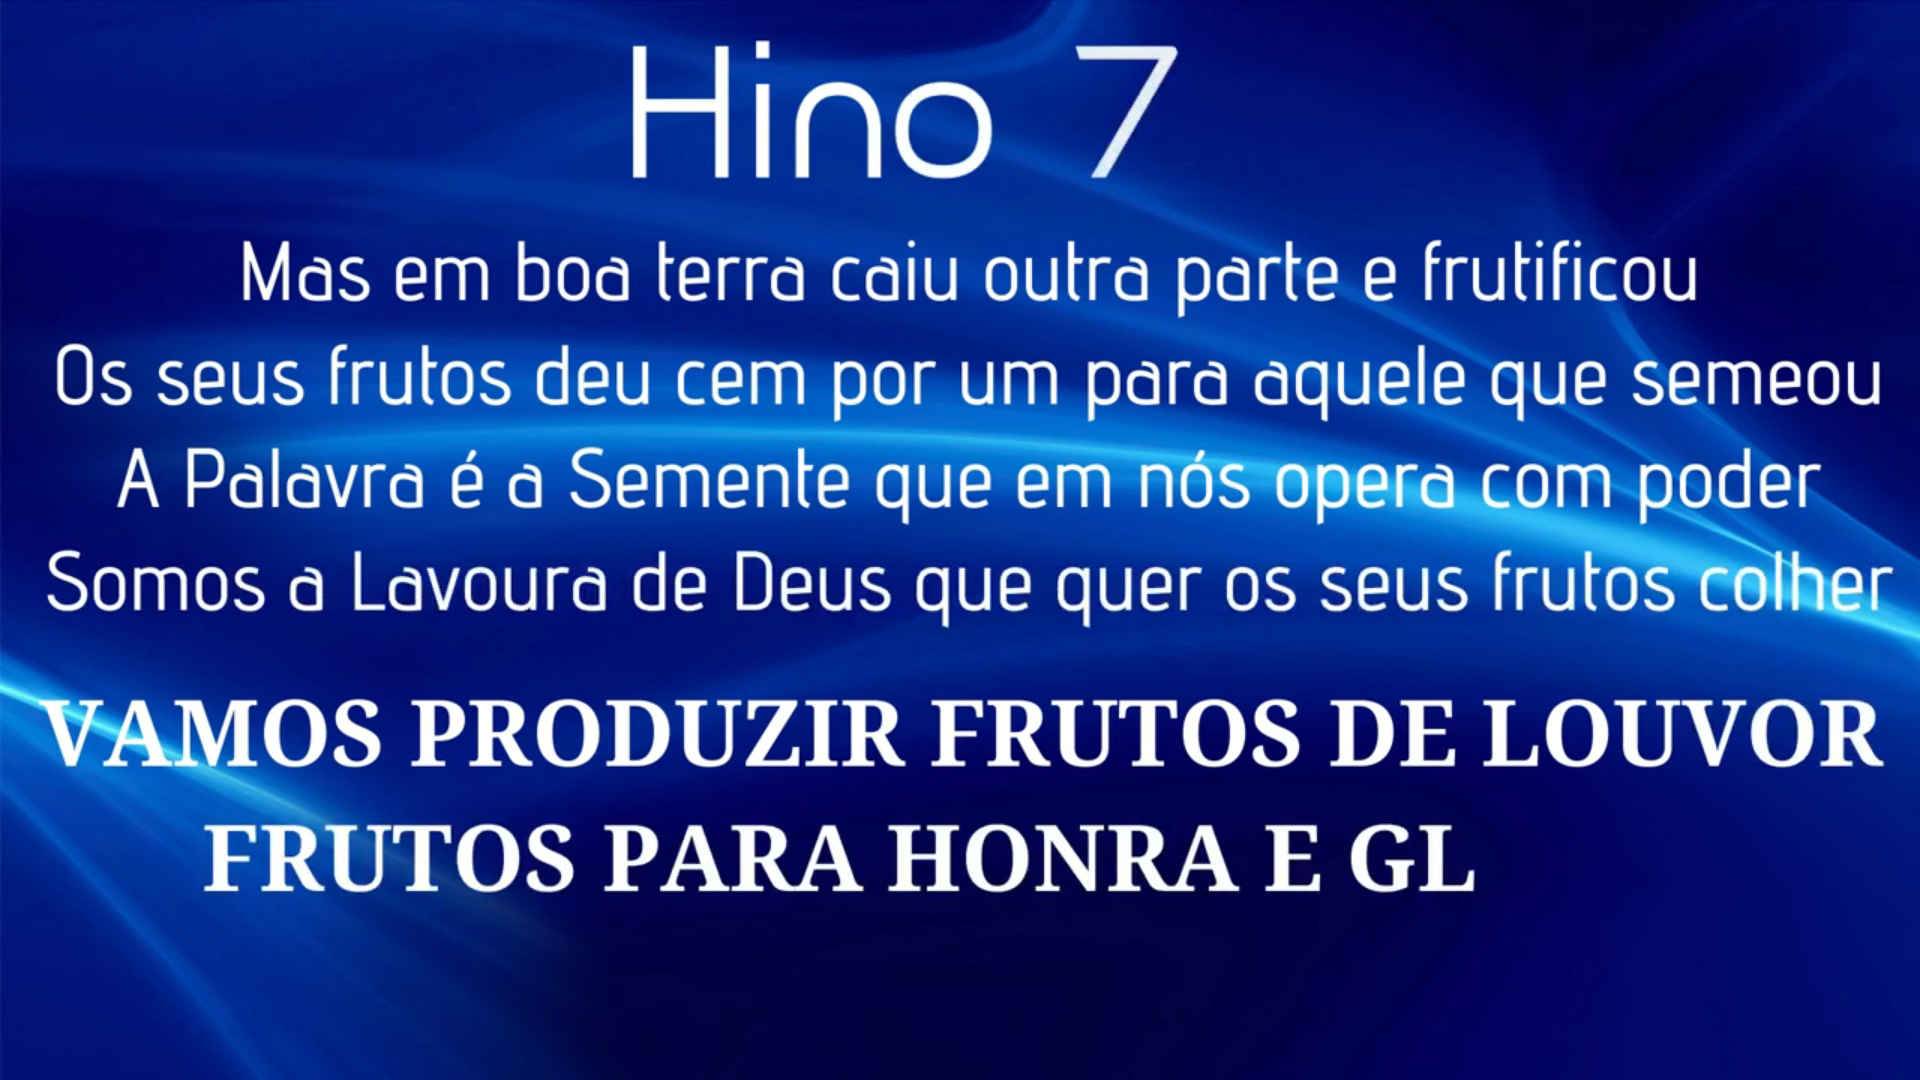 Hino 7
Mas em boa terra caiu outra parte e frutificou
Os seus frutos deu cem por um para aquele que semeou
A Palavra é a Semente que em nós opera com poder
Somos a Lavoura de Deus que quer os seus frutos colher
VAMOS PRODUZIR FRUTOS DE LOUVOR
FRUTOS PARA HONRA E GL